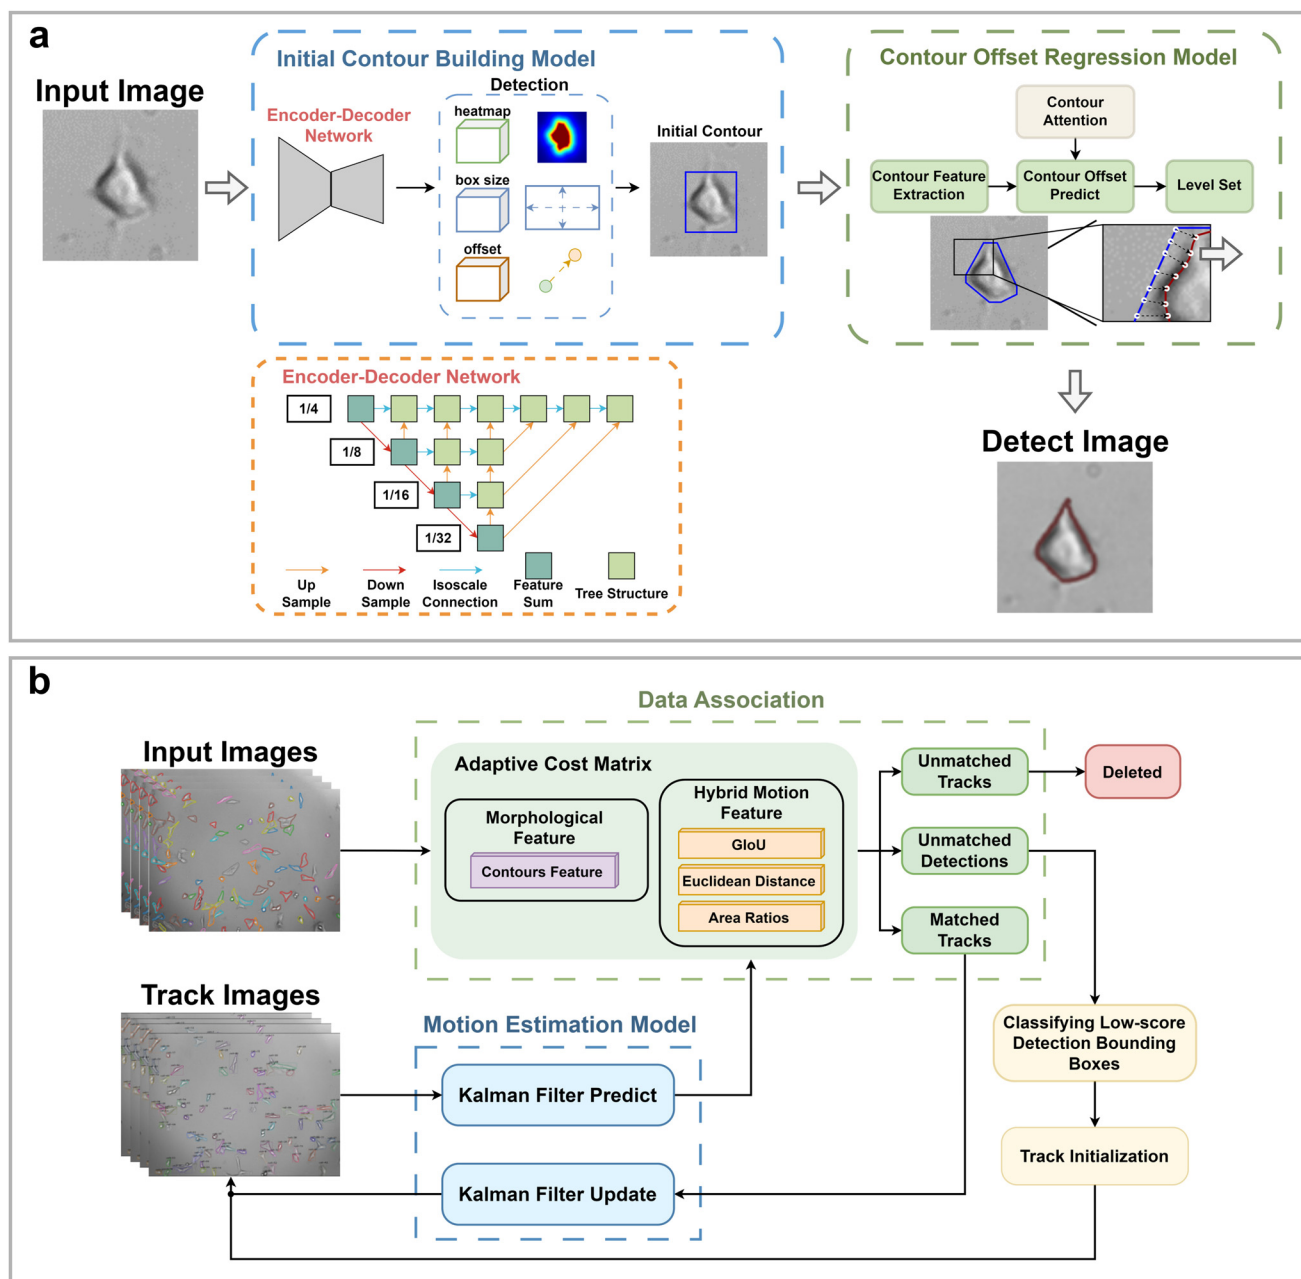 a
Input Image
Initial Contour Building Model
Encoder-Decoder
Network
Detection
heatmap
box size
offset
Initial Contour
Contour Offset Regression Model
Contour
Attention
Contour Feature
Extraction
Contour Offset
Predict
Level Set
Encoder-Decoder Network
1/4
1/8
1/16
1/32
Up
Sample
Down
Sample
Isoscale
Connection
Feature
Sum
Tree Structure
Detect Image
b
Data Association
Input Images
Adaptive Cost Matrix
Morphological
Feature
Contours Feature
Hybrid Motion
Feature
GIoU
Euclidean Distance
Area Ratios
Unmatched
Tracks
Deleted
Unmatched
Detections
Matched
Tracks
Track Images
Motion Estimation Model
Kalman Filter Predict
Kalman Filter Update
Classifying Low-score
Detection Bounding
Boxes
Track Initialization